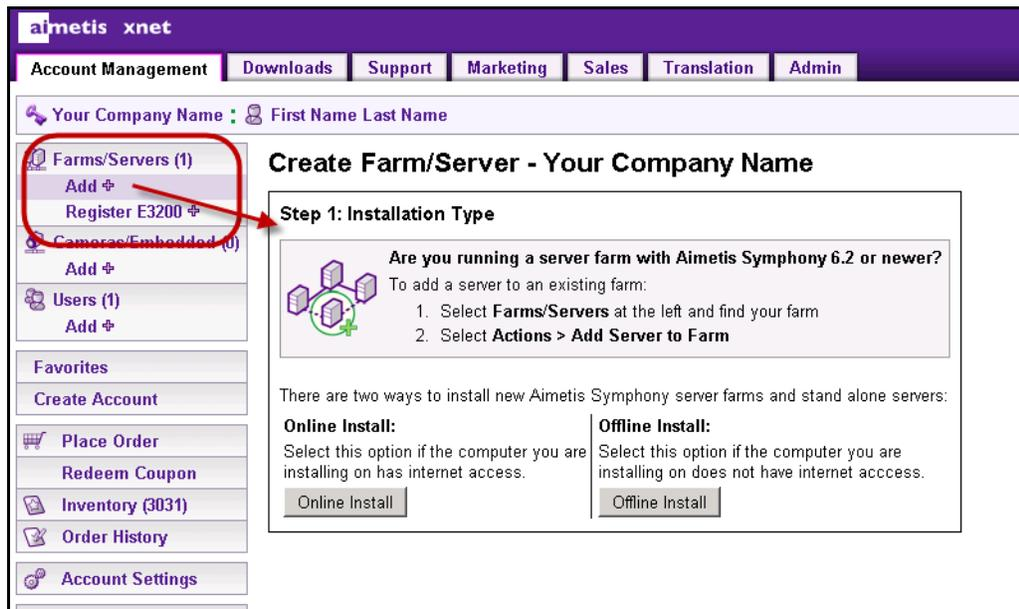 aimetis xnet
Account Management Downloads Support Marketing Sales Translation Admin
Your Company Name : First Name Last Name
Farms/Servers (1)
Add
Register E3200
Cameras/Embedded (0)
Add
Users (1)
Add
Favorites
Create Account
Place Order
Redeem Coupon
Inventory (3031)
Order History
Account Settings
Create Farm/Server - Your Company Name
Step 1: Installation Type
Are you running a server farm with Aimetis Symphony 6.2 or newer?
To add a server to an existing farm:
1. Select Farms/Servers at the left and find your farm
2. Select Actions > Add Server to Farm
There are two ways to install new Aimetis Symphony server farms and stand alone servers:
Online Install:
Select this option if the computer you are
installing on has internet access.
Online Install
Offline Install:
Select this option if the computer you are
installing on does not have internet acccess.
Offline Install